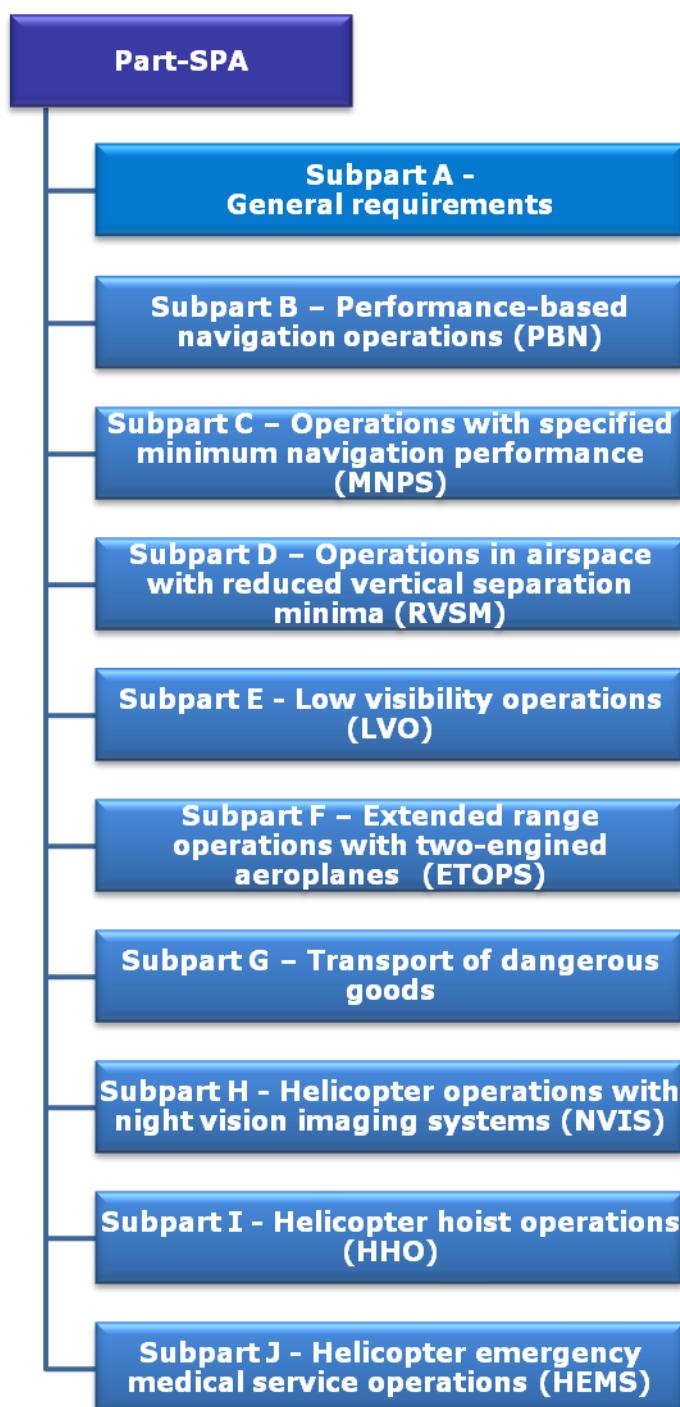 Part-SPA
Subpart A -
General requirements
Subpart B – Performance-based
navigation operations (PBN)
Subpart C – Operations with specified
minimum navigation performance
(MNPS)
Subpart D – Operations in airspace
with reduced vertical separation
minima (RVSM)
Subpart E - Low visibility operations
(LVO)
Subpart F – Extended range
operations with two-engined
aeroplanes (ETOPS)
Subpart G – Transport of dangerous
goods
Subpart H - Helicopter operations with
night vision imaging systems (NVIS)
Subpart I - Helicopter hoist operations
(HHO)
Subpart J - Helicopter emergency
medical service operations (HEMS)